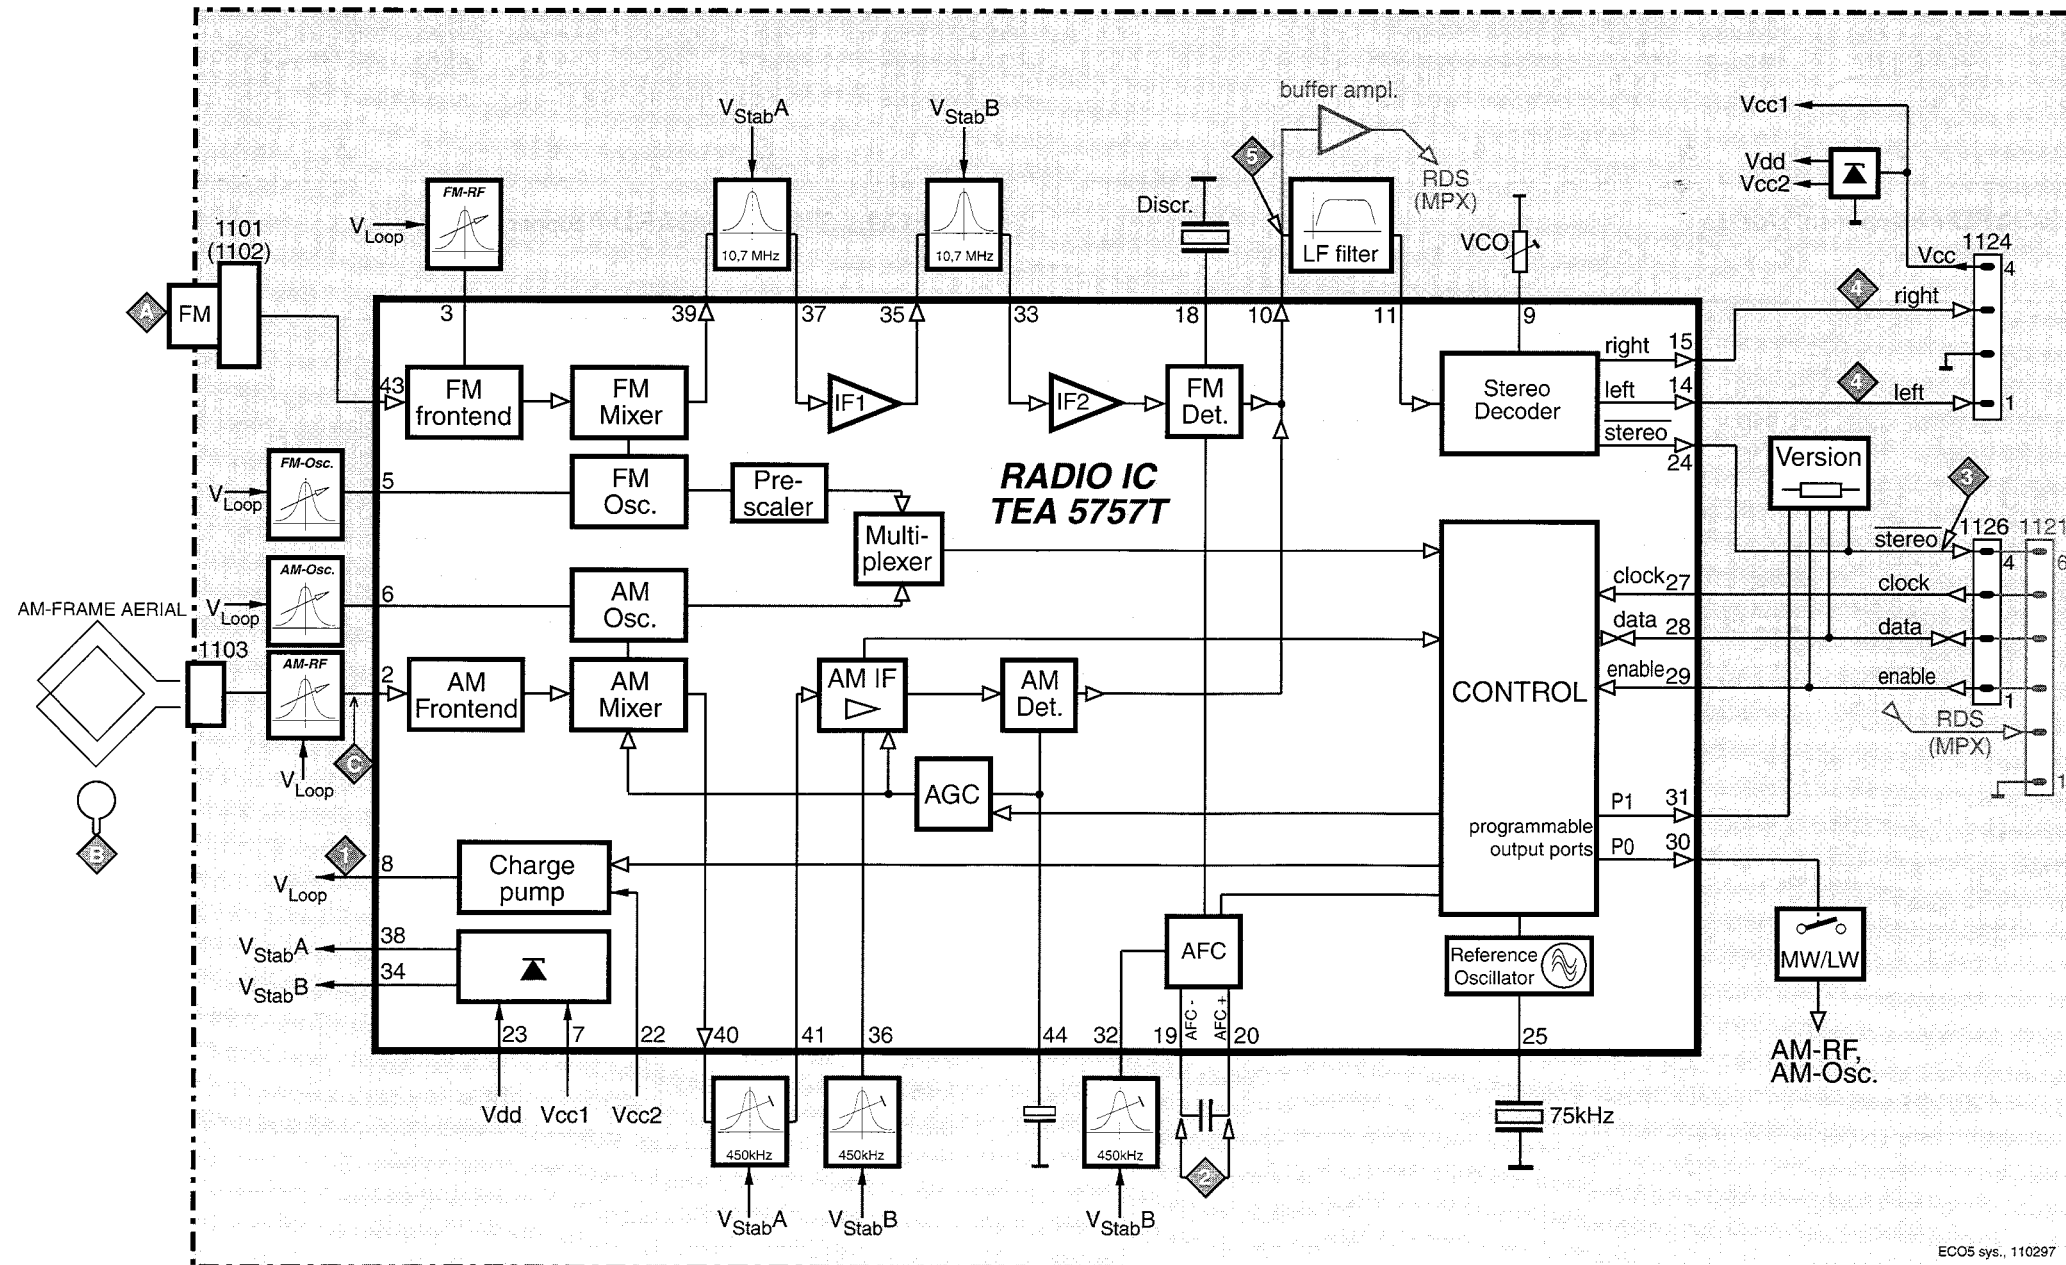 buffer ampl.
VStabA
VStabB
Vcc1
5
Vdd
Vcc2
FM-RF
RDS
(MPX)
Discr.
VLoop
1101
(1102)
10,7 MHz
10,7 MHz
LF filter
VCO
1124
Vcc
4
A
FM
4
right
3
39
37
35
33
18
10
11
9
right
15
43
FM
frontend
FM
Mixer
IF1
IF2
FM
Det.
Stereo
Decoder
left
14
4
left
1
stereo
24
Version
FM-Osc.
VLoop
5
FM
Osc.
Pre-
scaler
RADIO IC
TEA 5757T
3
Multi-
plexer
stereo
1126
1121
4
6
AM-Osc.
VLoop
6
AM
Osc.
clock
27
clock
AM-FRAME AERIAL
data
28
data
1103
AM-RF
2
AM
Frontend
AM
Mixer
AM IF
AM
Det.
CONTROL
enable
29
enable
1
RDS
(MPX)
C
VLoop
1
AGC
B
programmable
output ports
P1
31
P0
30
1
8
VLoop
Charge
pump
38
VStabA
34
VStabB
AFC
Reference
Oscillator
MW/LW
23
7
22
40
41
36
44
32
19
AFC -
AFC +
20
25
AM-RF,
AM-Osc.
Vdd
Vcc1
Vcc2
75kHz
450kHz
450kHz
450kHz
2
VStabA
VStabB
VStabB
ECO5 sys., 110297